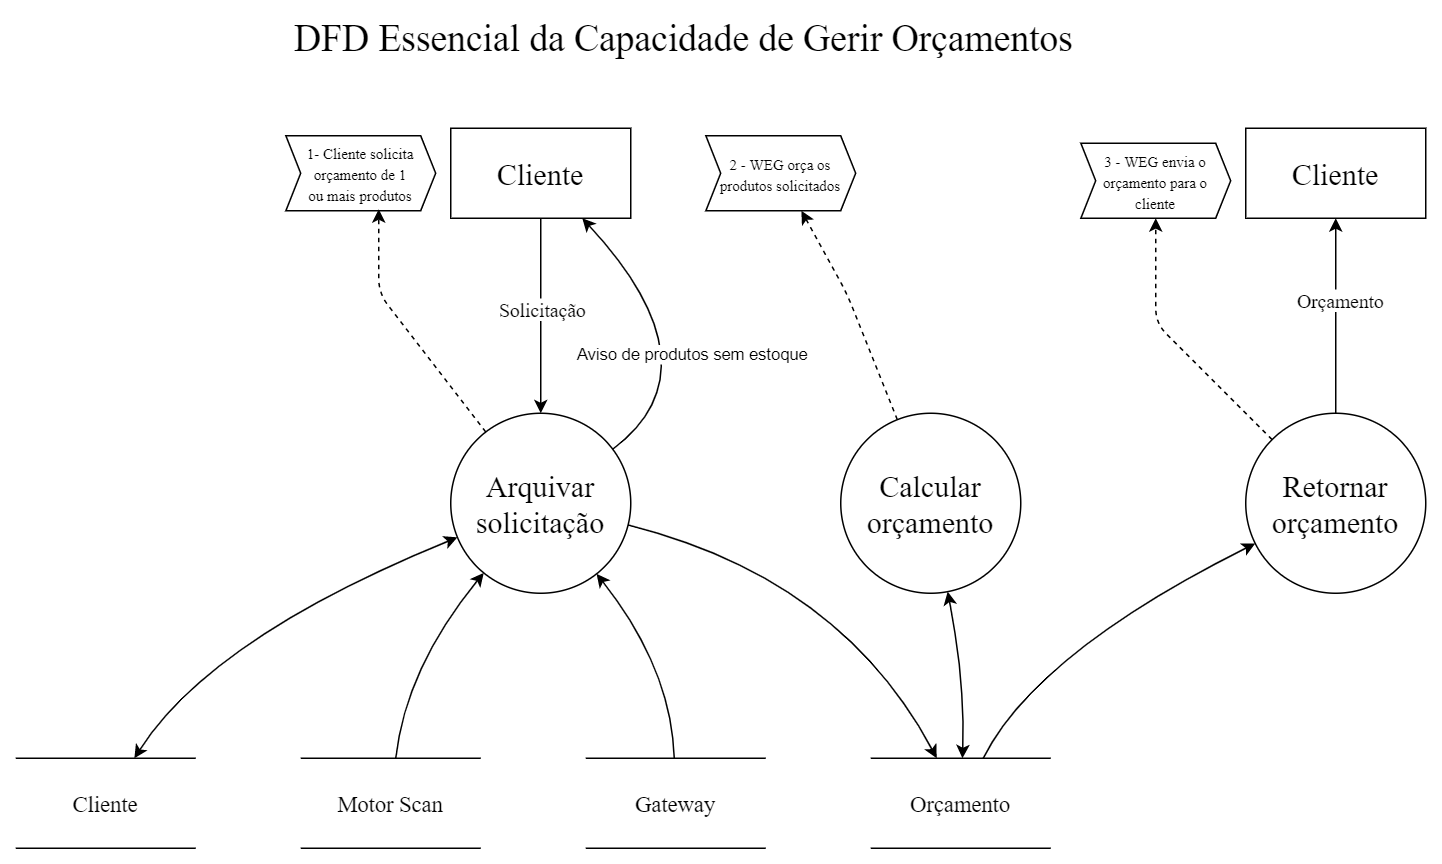 DFD Essencial da Capacidade de Gerir Orçamentos
1- Cliente solicita
orçamento de 1
ou mais produtos
Cliente
2 - WEG orça os
produtos solicitados
3 - WEG envia o
orçamento para o
cliente
Cliente
Solicitação
Aviso de produtos sem estoque
Orçamento
Arquivar
solicitação
Calcular
orçamento
Retornar
orçamento
Cliente
Motor Scan
Gateway
Orçamento